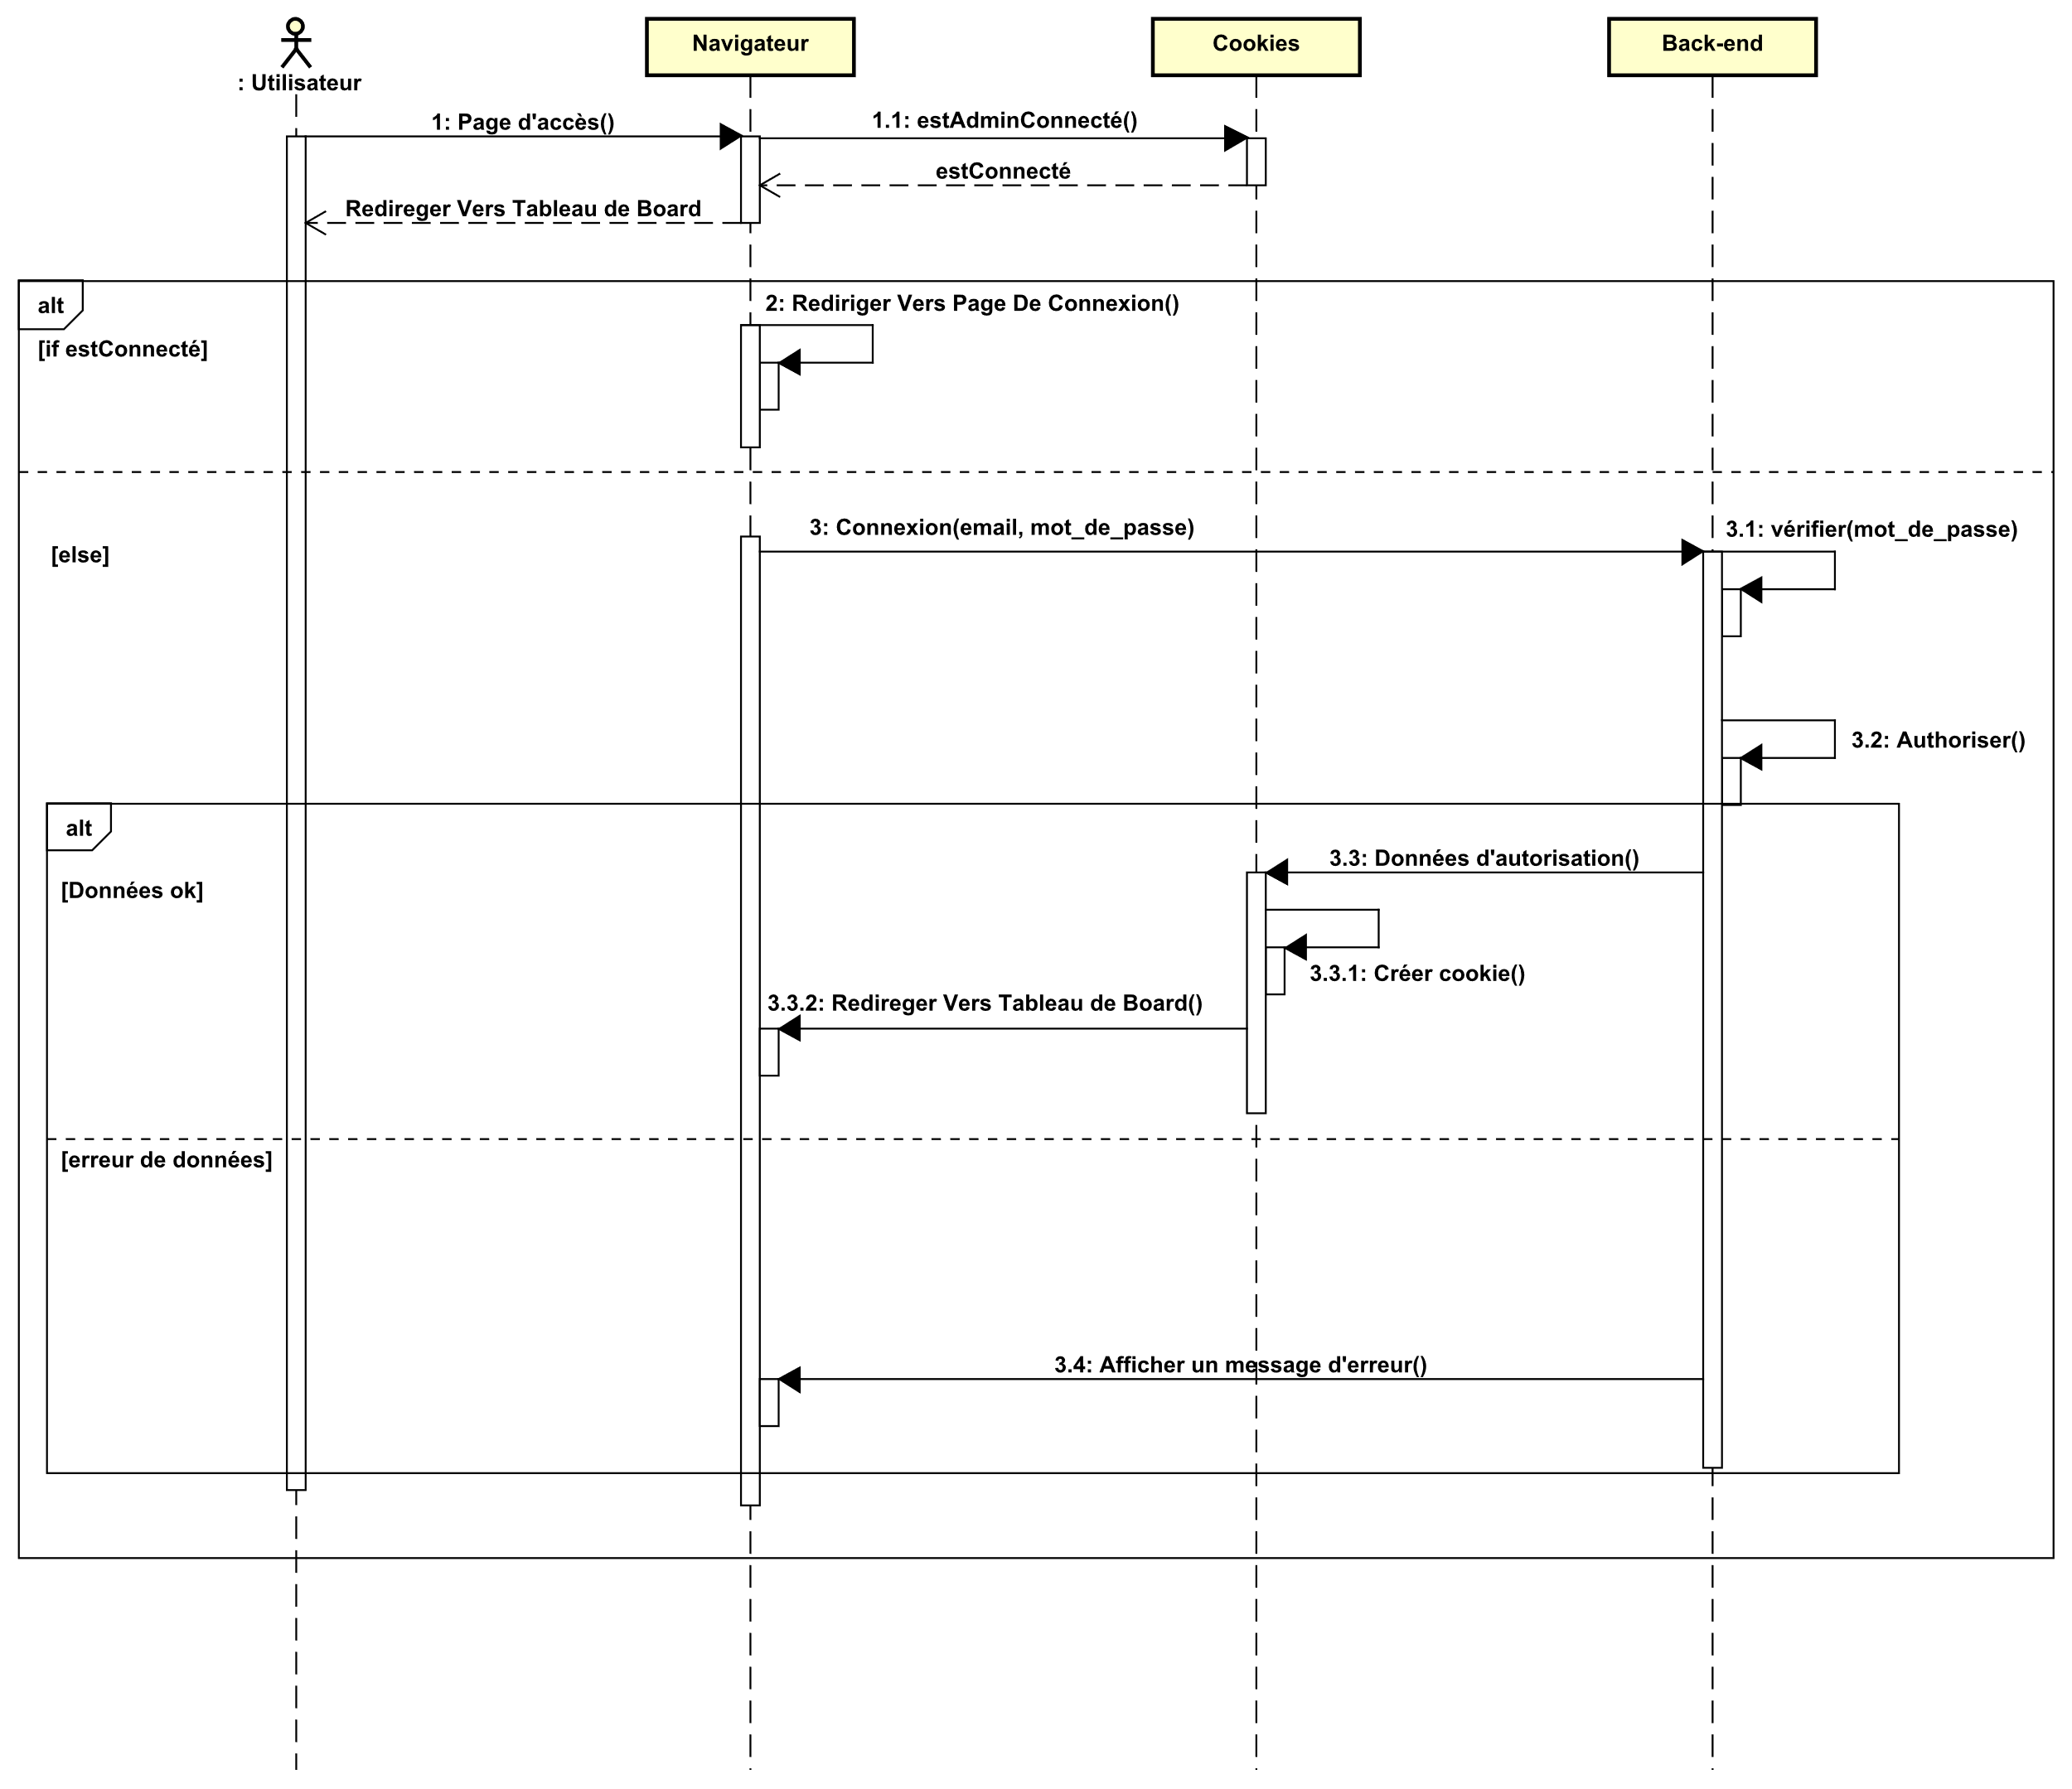 : Utilisateur
Navigateur
Cookies
Back-end
1: Page d'accès()
1.1: estAdminConnecté()
estConnecté
Redireger Vers Tableau de Board
alt
2: Rediriger Vers Page De Connexion()
[if estConnecté]
3: Connexion(email, mot_de_passe)
3.1: vérifier(mot_de_passe)
[else]
3.2: Authoriser()
alt
3.3: Données d'autorisation()
[Données ok]
3.3.1: Créer cookie()
3.3.2: Redireger Vers Tableau de Board()
[erreur de données]
3.4: Afficher un message d'erreur()